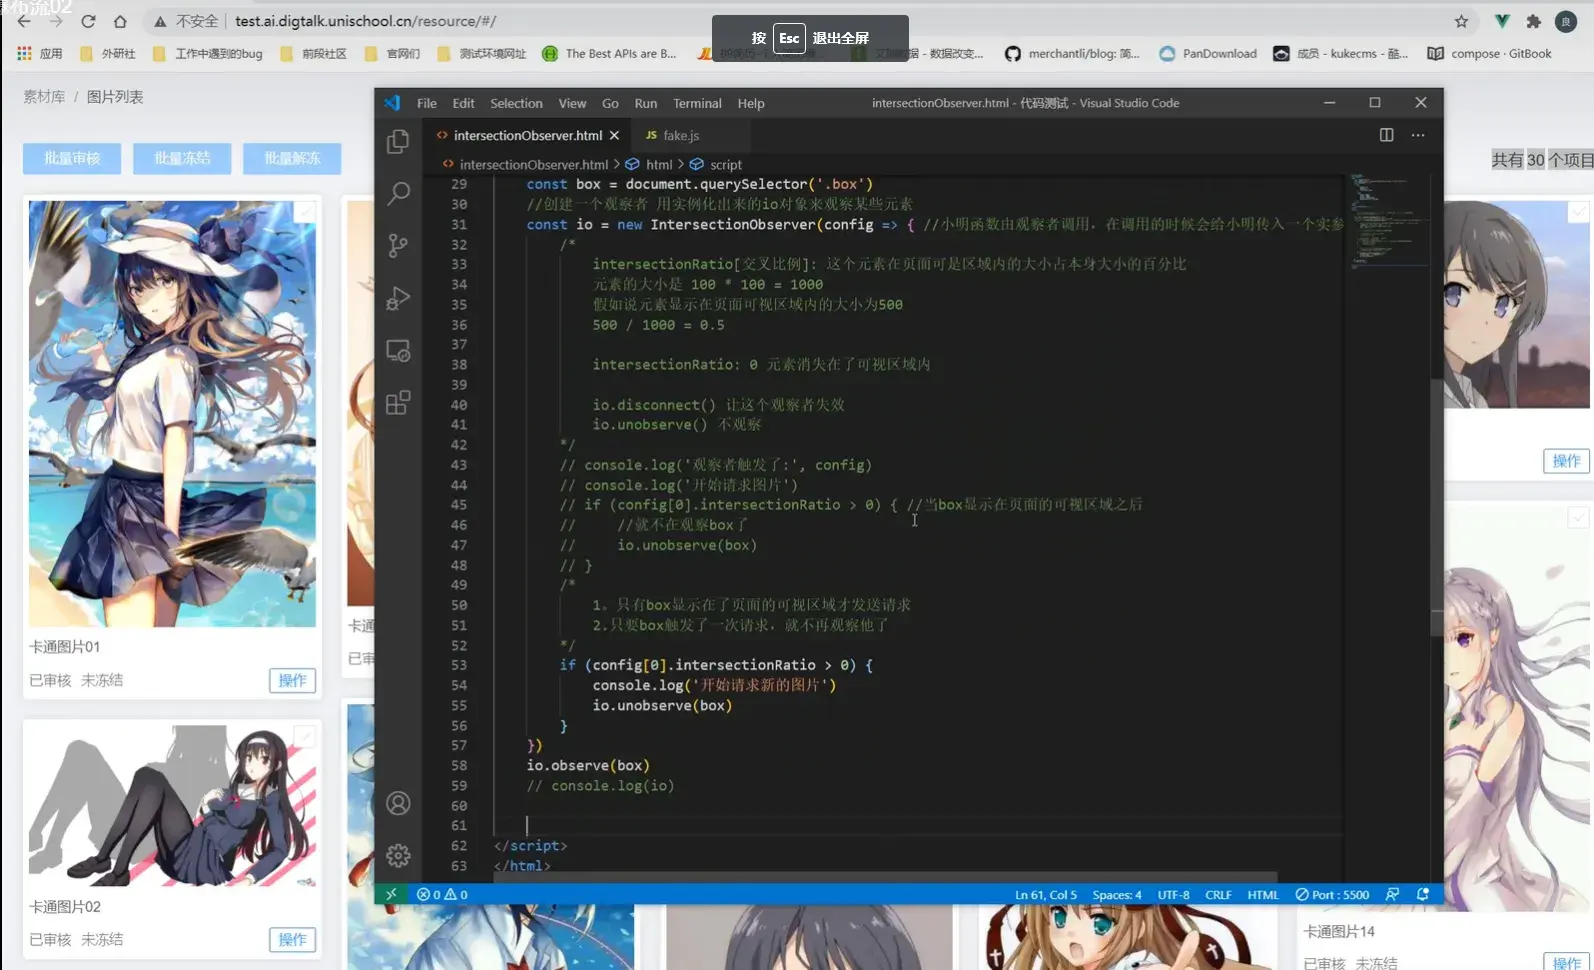 瀑布流02
不安全 | test.ai.digtalk.unischool.cn/resource/#/
按 Esc 退出全屏
应用 外研社 工作中遇到的bug 前段社区 官网们 测试环境网址 The Best APIs are B... 数据改变... merchantli/blog: 简... PanDownload 成员 - kukecms - 酷... compose · GitBook
素材库 / 图片列表
批量审核 批量冻结 批量解冻
共有 30 个项目
卡通图片01
已审核 未冻结
操作
卡通图片02
已审核 未冻结
操作
卡通
已审
操作
卡通图片14
已审核 未冻结
操作
File Edit Selection View Go Run Terminal Help
intersectionObserver.html - 代码测试 - Visual Studio Code
intersectionObserver.html
JS fake.js
intersectionObserver.html > html > script
29 const box = document.querySelector('.box')
30 //创建一个观察者 用实例化出来的io对象来观察某些元素
31 const io = new IntersectionObserver(config => { //小明函数由观察者调用，在调用的时候会给小明传入一个实参
32 /*
33 intersectionRatio[交叉比例]: 这个元素在页面可是区域内的大小占本身大小的百分比
34 元素的大小是 100 * 100 = 1000
35 假如说元素显示在页面可视区域内的大小为500
36 500 / 1000 = 0.5
37
38 intersectionRatio: 0 元素消失在了可视区域内
39
40 io.disconnect() 让这个观察者失效
41 io.unobserve() 不观察
42 */
43 // console.log('观察者触发了:', config)
44 // console.log('开始请求图片')
45 // if (config[0].intersectionRatio > 0) { //当box显示在页面的可视区域之后
46 // //就不在观察box了
47 // io.unobserve(box)
48 // }
49 /*
50 1。只有box显示在了页面的可视区域才发送请求
51 2.只要box触发了一次请求，就不再观察他了
52 */
53 if (config[0].intersectionRatio > 0) {
54 console.log('开始请求新的图片')
55 io.unobserve(box)
56 }
57 })
58 io.observe(box)
59 // console.log(io)
60
61
62 </script>
63 </html>
0 0 Ln 61, Col 5 Spaces: 4 UTF-8 CRLF HTML Port : 5500